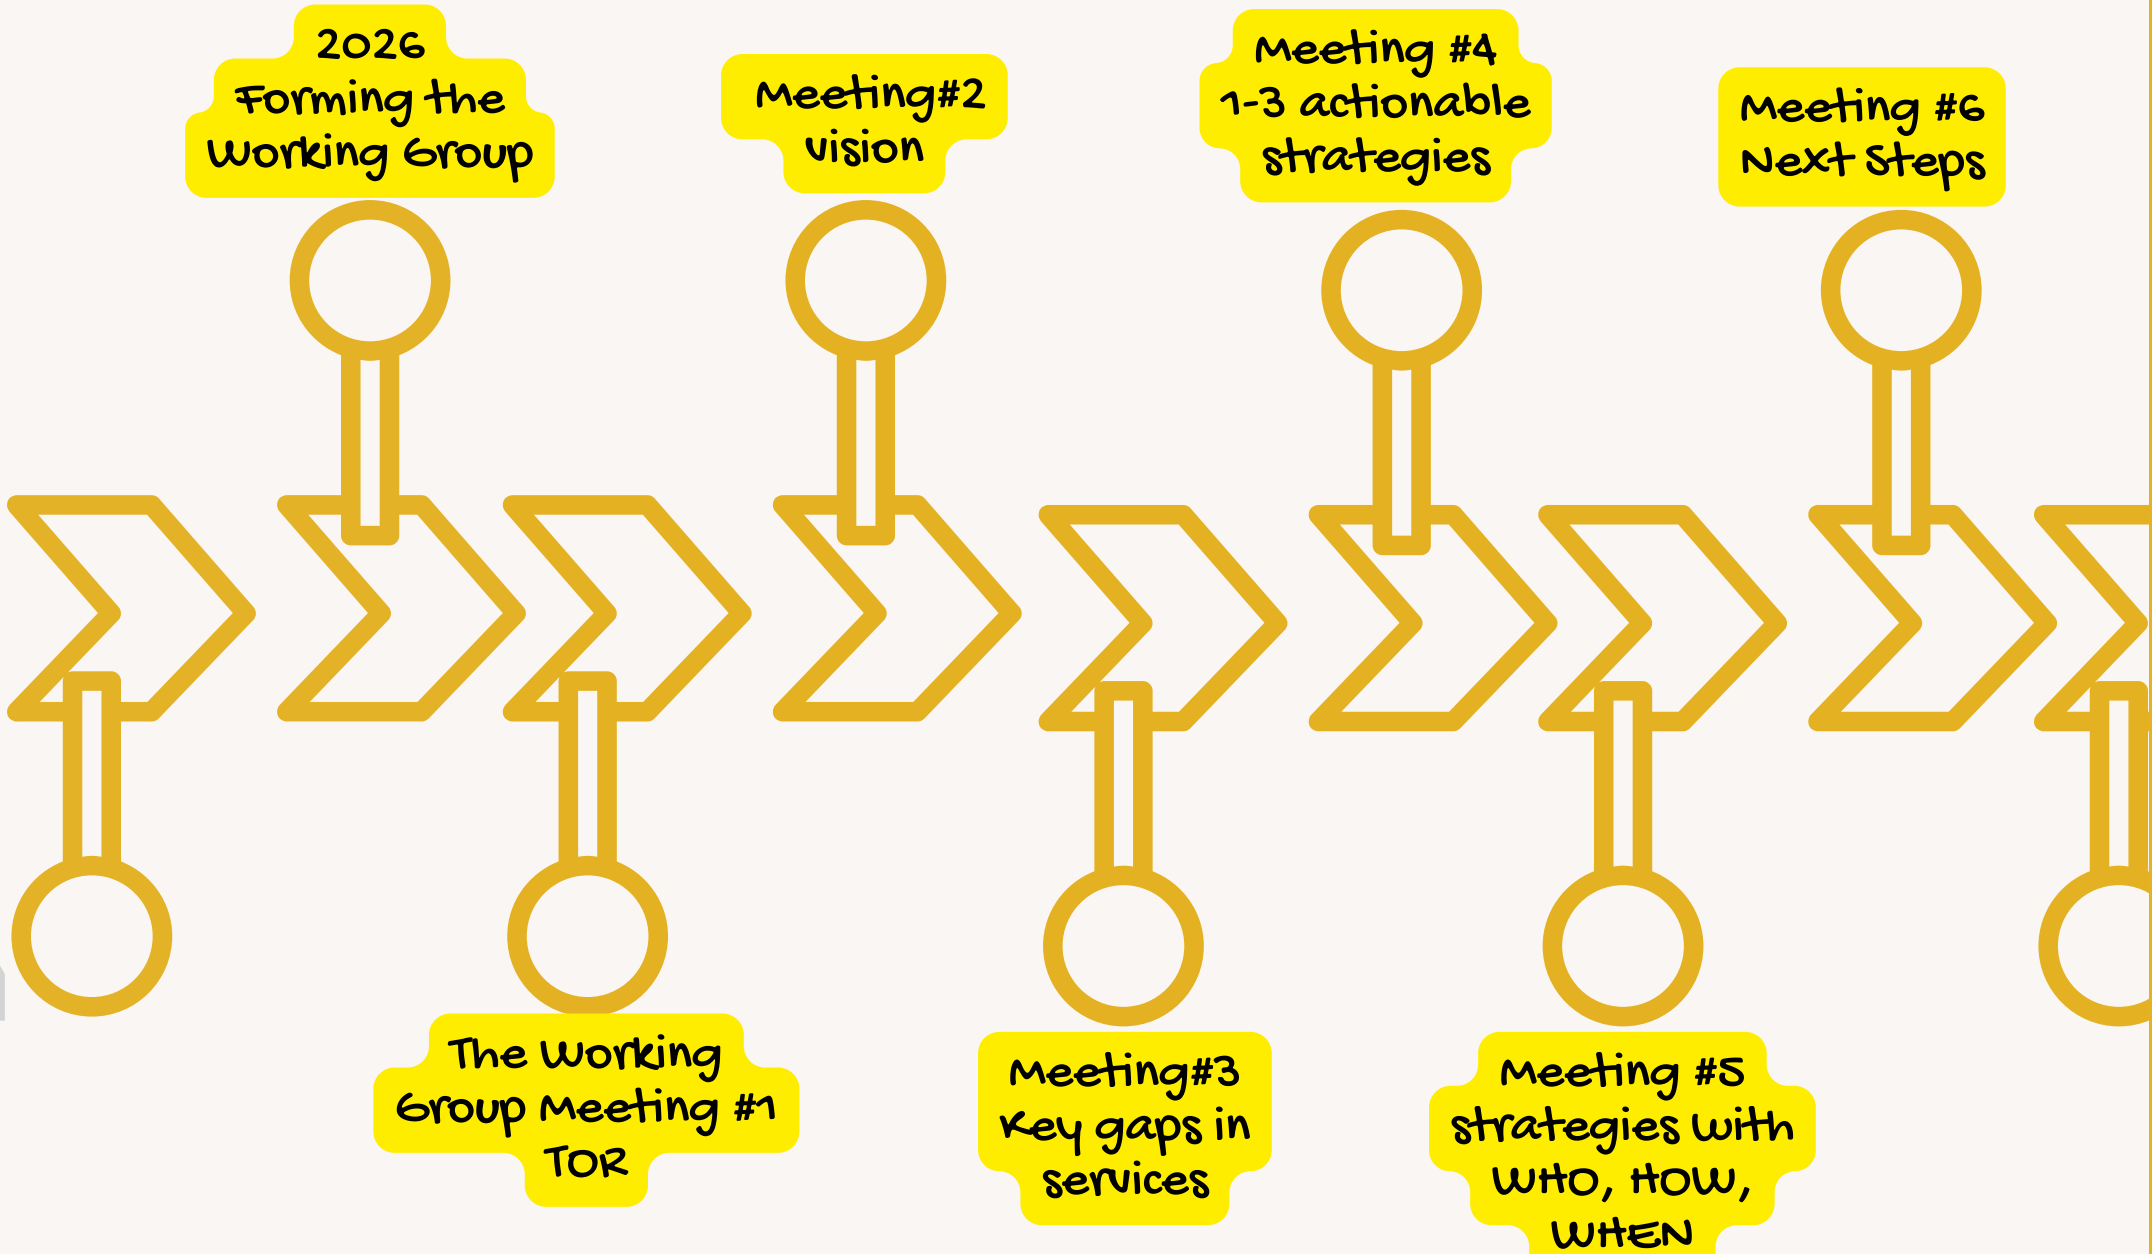 2026
Forming the
Working Group
The Working
Group Meeting #1
TOR
Meeting#2
vision
Meeting#3
Key gaps in
services
Meeting #4
1-3 actionable
strategies
Meeting #5
strategies with
WHO, HOW,
WHEN
Meeting #6
Next Steps